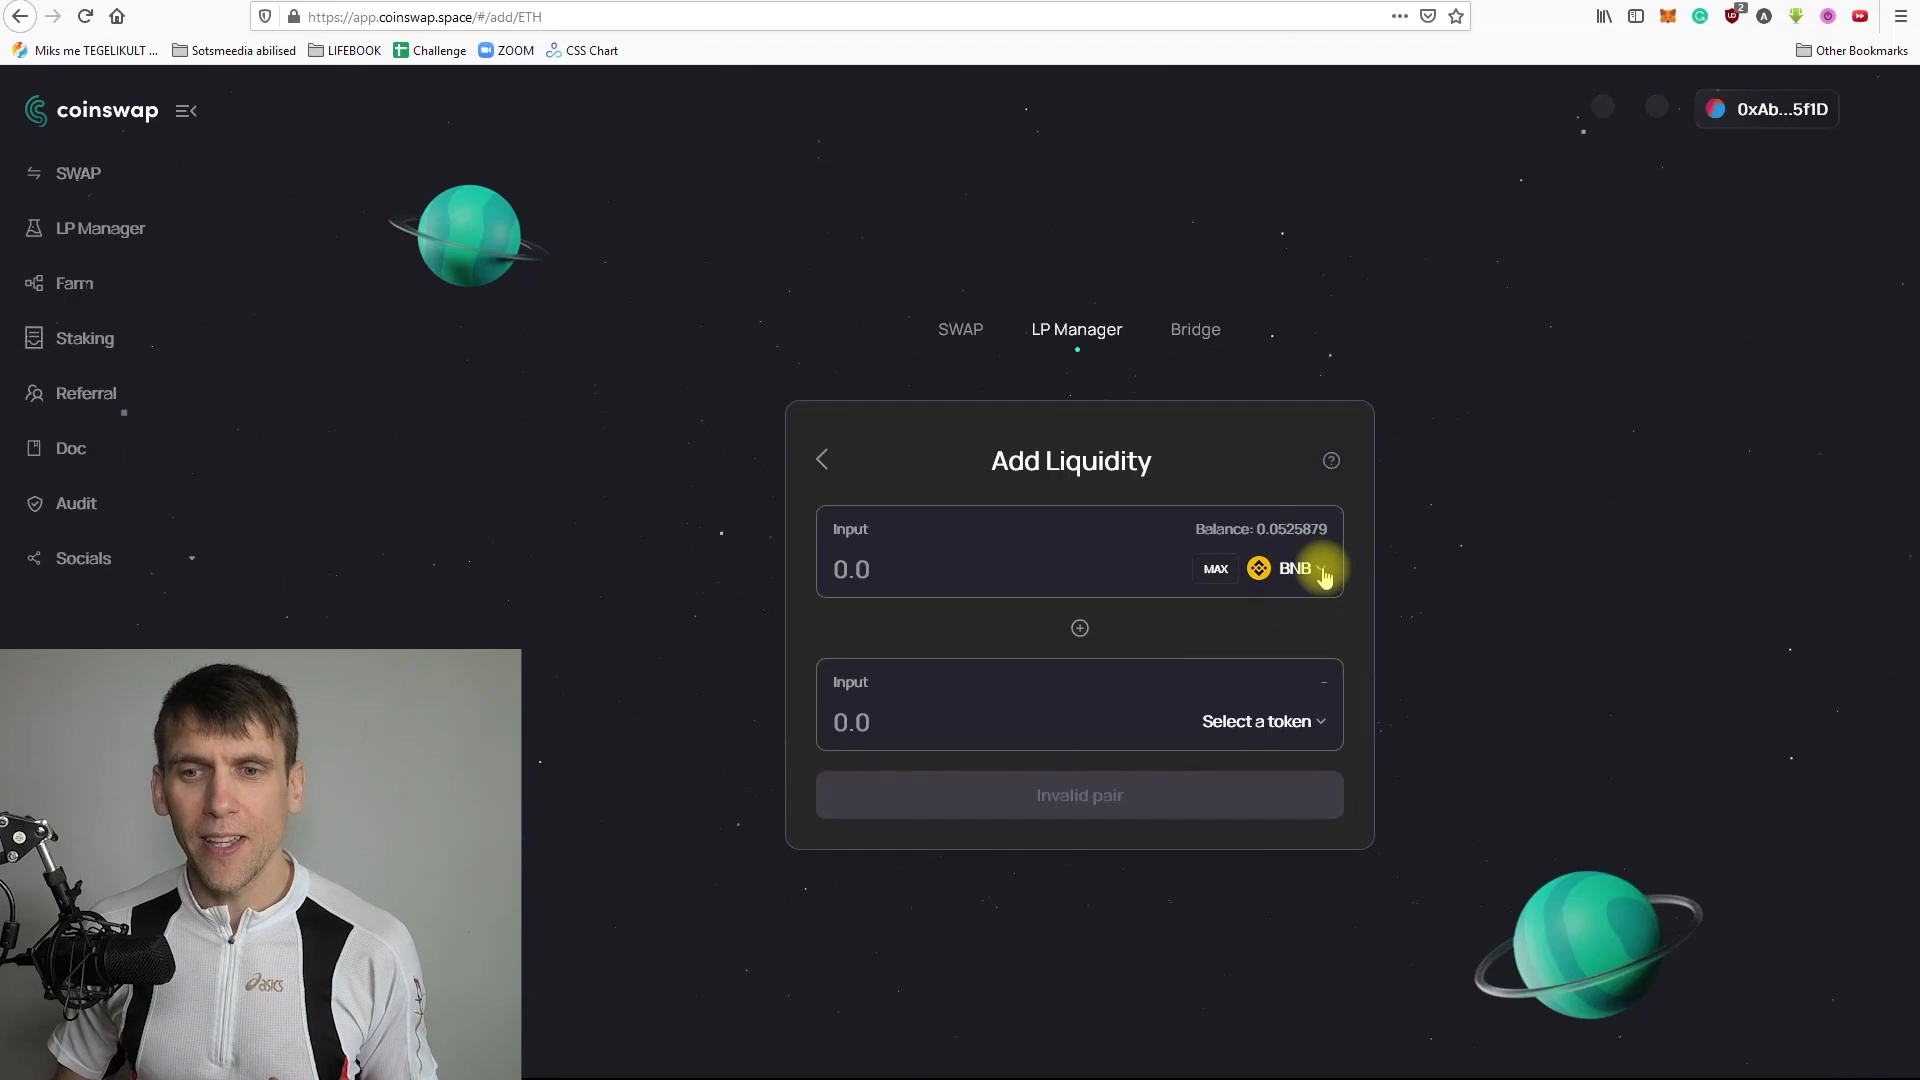 https://app.coinswap.space/#/add/ETH
2
Miks me TEGELIKULT ...
Sotsmeedia abilised
LIFEBOOK
Challenge
ZOOM
CSS Chart
Other Bookmarks
coinswap
0xAb...5f1D
SWAP
LP Manager
Farm
Staking
Referral
Doc
Audit
Socials
SWAP
LP Manager
Bridge
Add Liquidity
Input
Balance: 0.0525879
0.0
MAX
BNB
Input
-
0.0
Select a token
Invalid pair
asics